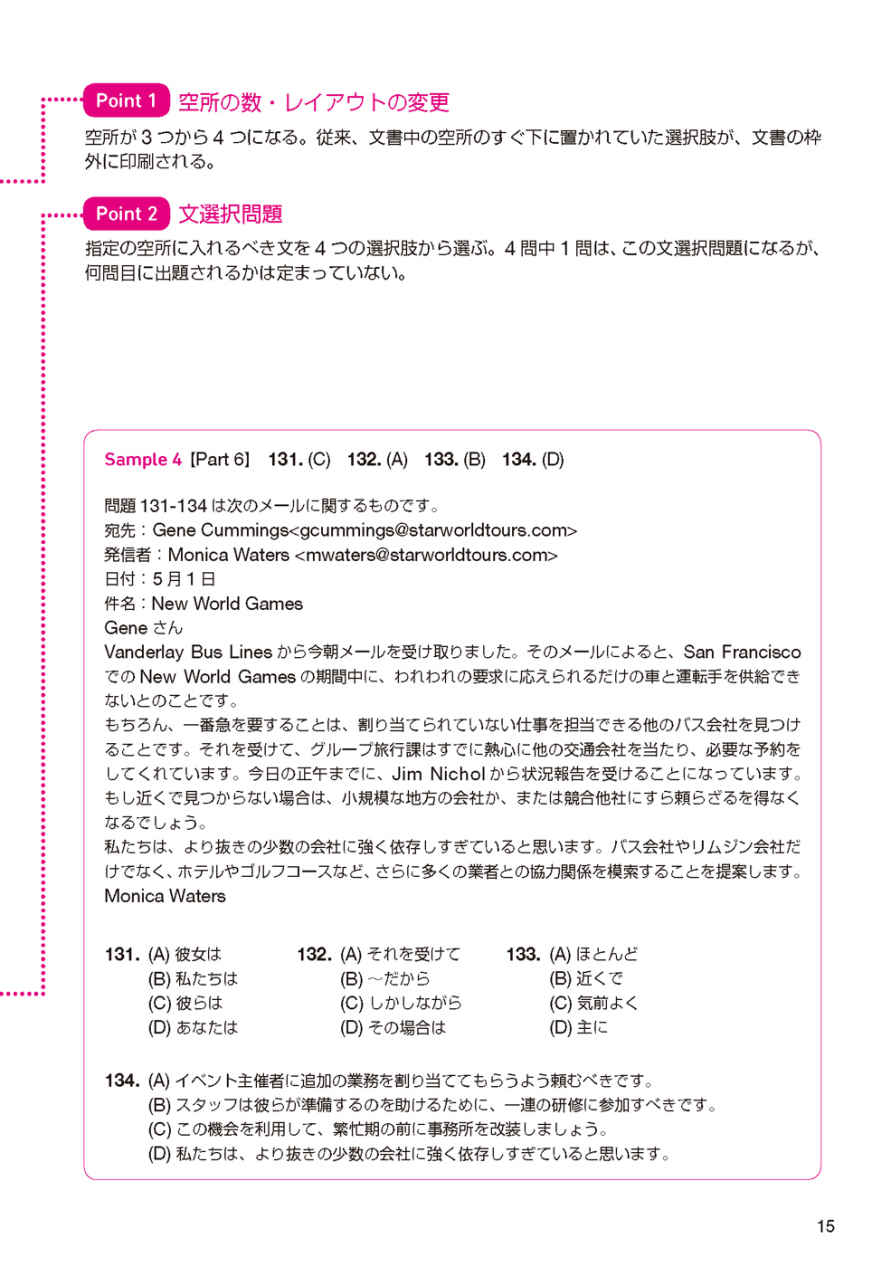 Point 1 空所の数・レイアウトの変更
空所が 3 つから 4 つになる。従来、文書中の空所のすぐ下に置かれていた選択肢が、文書の枠
外に印刷される。
Point 2 文選択問題
指定の空所に入れるべき文を 4 つの選択肢から選ぶ。4 問中 1 問は、この文選択問題になるが、
何問目に出題されるかは定まっていない。
Sample 4【Part 6】 131. (C) 132. (A) 133. (B) 134. (D)
問題 131-134 は次のメールに関するものです。
宛先：Gene Cummings<gcummings@starworldtours.com>
発信者：Monica Waters <mwaters@starworldtours.com>
日付：5 月 1 日
件名：New World Games
Gene さん
Vanderlay Bus Lines から今朝メールを受け取りました。そのメールによると、San Francisco
での New World Games の期間中に、われわれの要求に応えられるだけの車と運転手を供給でき
ないとのことです。
もちろん、一番急を要することは、割り当てられていない仕事を担当できる他のバス会社を見つけ
ることです。それを受けて、グループ旅行課はすでに熱心に他の交通会社を当たり、必要な予約を
してくれています。今日の正午までに、Jim Nichol から状況報告を受けることになっています。
もし近くで見つからない場合は、小規模な地方の会社か、または競合他社にすら頼らざるを得なく
なるでしょう。
私たちは、より抜きの少数の会社に強く依存しすぎていると思います。バス会社やリムジン会社だ
けでなく、ホテルやゴルフコースなど、さらに多くの業者との協力関係を模索することを提案します。
Monica Waters
131. (A) 彼女は 132. (A) それを受けて 133. (A) ほとんど
(B) 私たちは (B) ～だから (B) 近くで
(C) 彼らは (C) しかしながら (C) 気前よく
(D) あなたは (D) その場合は (D) 主に
134. (A) イベント主催者に追加の業務を割り当ててもらうよう頼むべきです。
(B) スタッフは彼らが準備するのを助けるために、一連の研修に参加すべきです。
(C) この機会を利用して、繁忙期の前に事務所を改装しましょう。
(D) 私たちは、より抜きの少数の会社に強く依存しすぎていると思います。
15